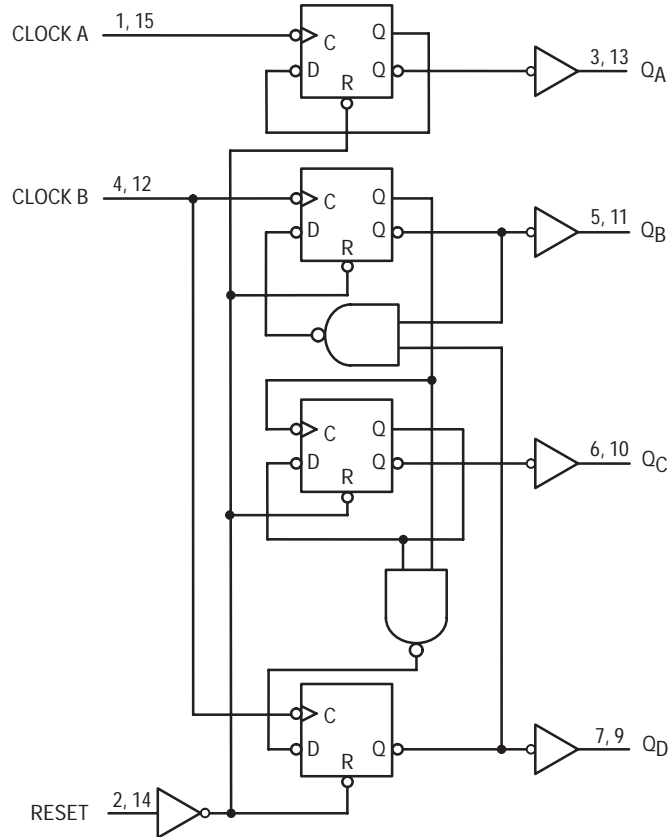 CLOCK A 1, 15 C Q
D Q 3, 13 QA
R
CLOCK B 4, 12 C Q
D Q 5, 11 QB
R
C Q
D Q 6, 10 QC
R
C
D Q 7, 9 QD
R
RESET 2, 14